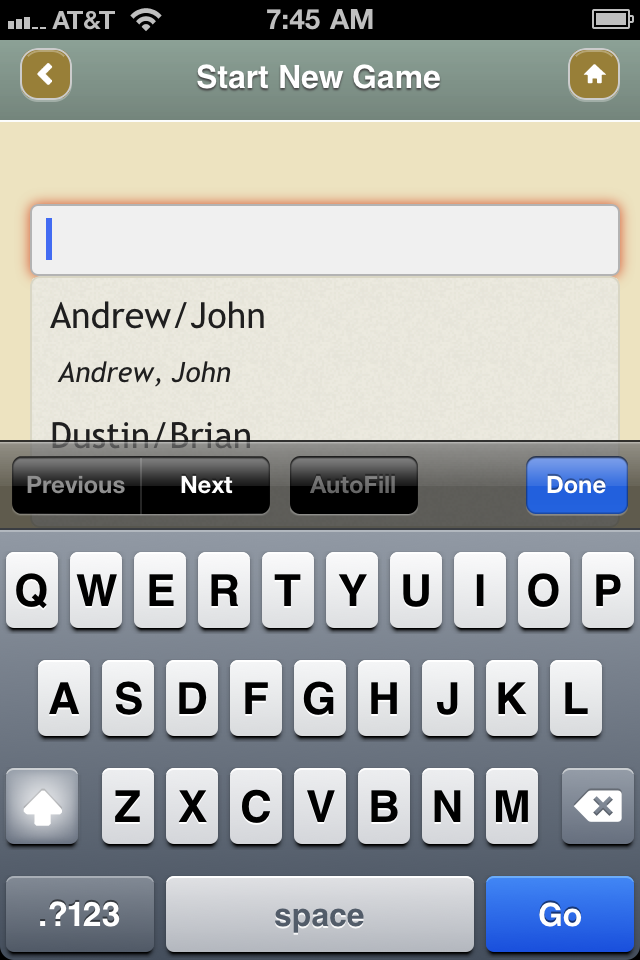 AT&T 7:45 AM
Start New Game
Andrew/John
Andrew, John
Dustin/Brian
Previous Next AutoFill Done
Q W E R T Y U I O P
A S D F G H J K L
Z X C V B N M
.?123 space Go